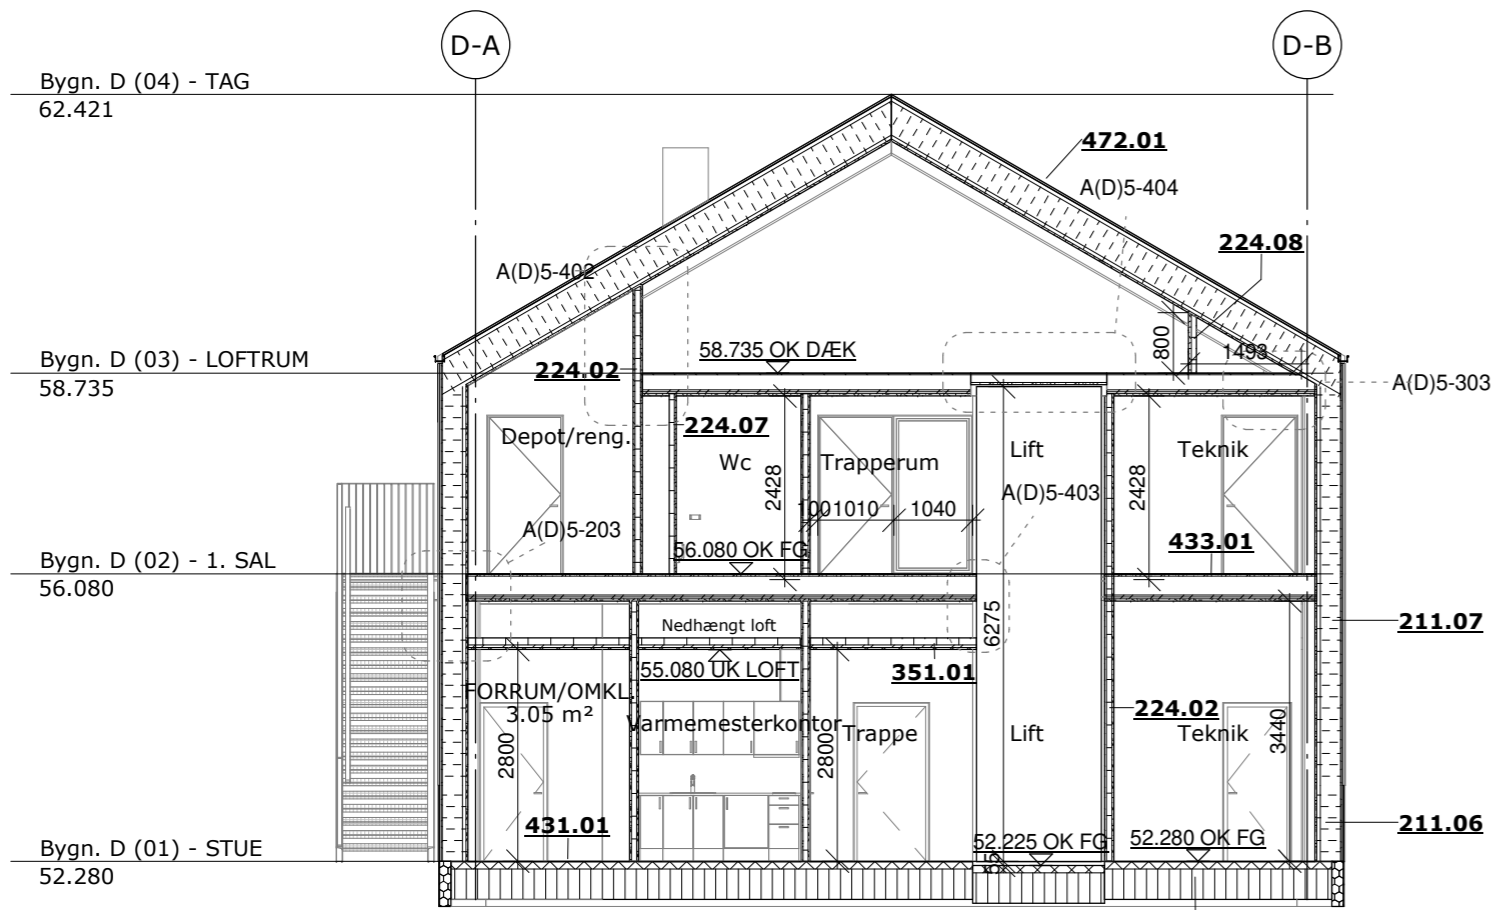 D-A
D-B
Bygn. D (04) - TAG
62.421
472.01
A(D)5-404
224.08
A(D)5-402
Bygn. D (03) - LOFTRUM
58.735
58.735 OK DÆK
800
1493
224.02
A(D)5-303
Depot/reng.
224.07
Wc
Trapperum
Lift
Teknik
2428
2428
A(D)5-403
100 1010
1040
A(D)5-203
433.01
Bygn. D (02) - 1. SAL
56.080
56.080 OK FG
6275
Nedhængt loft
211.07
55.080 UK LOFT
351.01
FORRUM/OMKL.
3.05 m²
Varmemesterkontor
Trappe
Lift
224.02
Teknik
2800
2800
3440
431.01
211.06
Bygn. D (01) - STUE
52.280
52.225 OK FG
52.280 OK FG
55